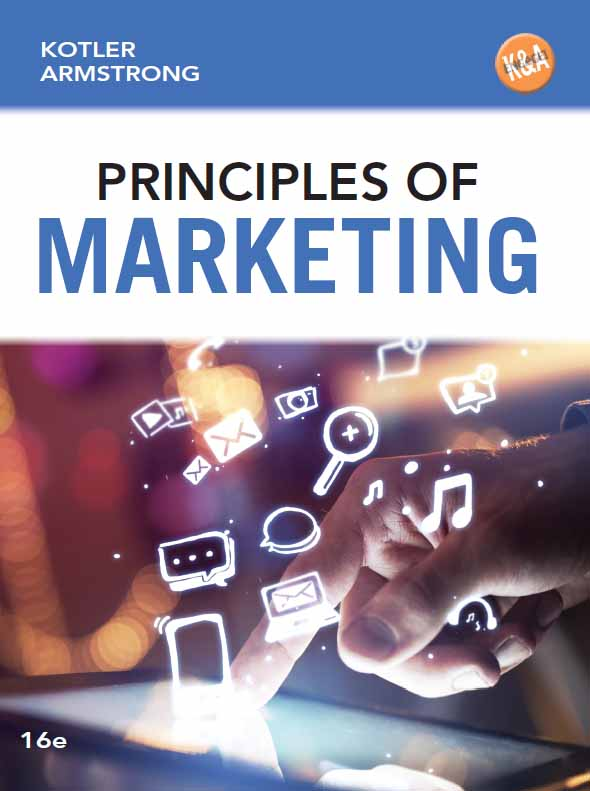 KOTLER
ARMSTRONG
K&A
PRINCIPLES OF
MARKETING
16e